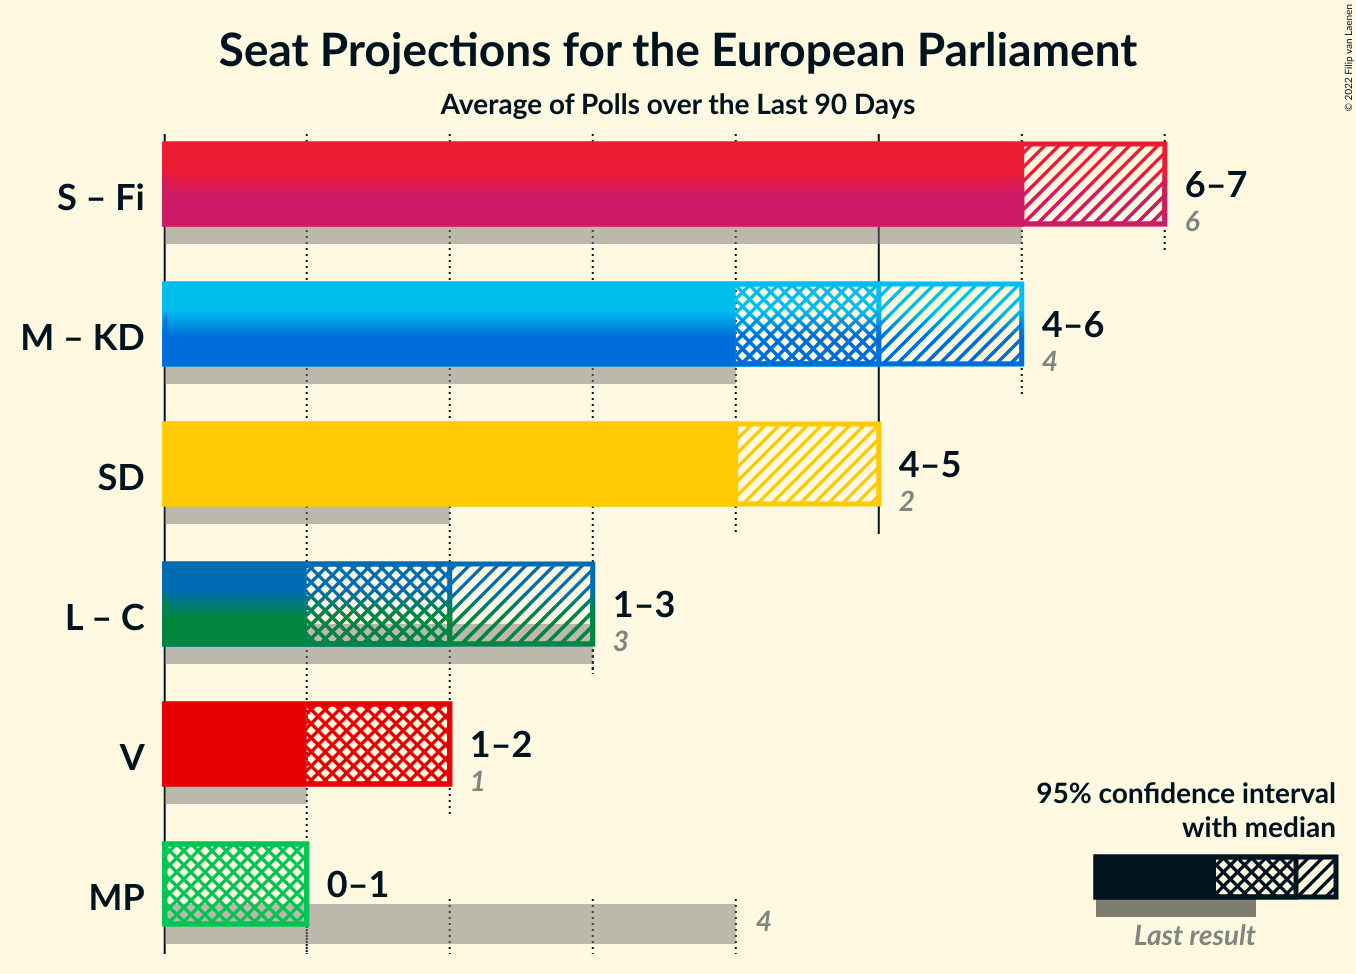 Seat Projections for the European Parliament
Average of Polls over the Last 90 Days
© 2022 Filip van Laenen
S – Fi
6–7
6
M – KD
4–6
4
SD
4–5
2
L – C
1–3
3
V
1–2
1
MP
0–1
4
95% confidence interval
with median
Last result